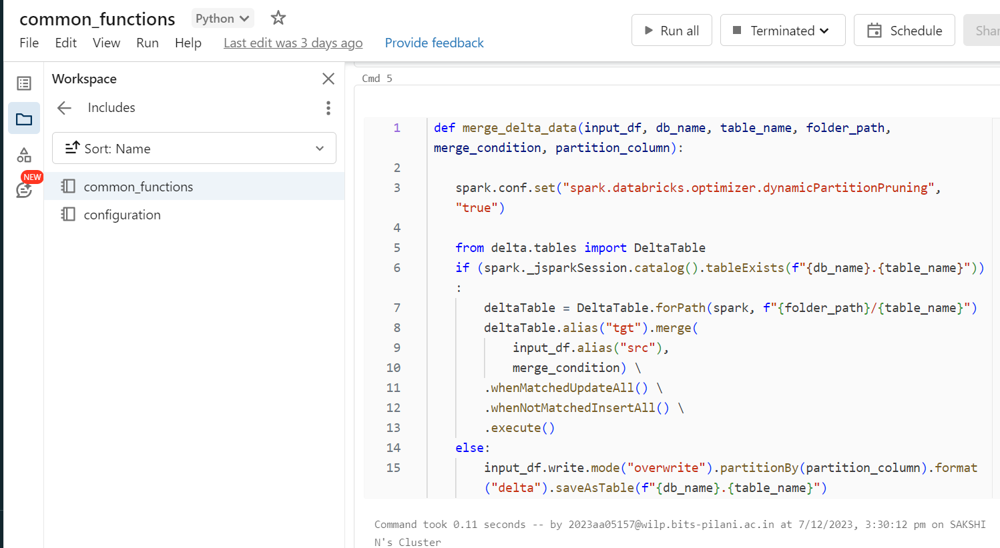 common_functions Python
File Edit View Run Help Last edit was 3 days ago Provide feedback
Run all Terminated Schedule
Workspace
Includes
Sort: Name
NEW
common_functions
configuration
Cmd 5
1 def merge_delta_data(input_df, db_name, table_name, folder_path,
merge_condition, partition_column):
2
3 spark.conf.set("spark.databricks.optimizer.dynamicPartitionPruning",
"true")
4
5 from delta.tables import DeltaTable
6 if (spark._jsparkSession.catalog().tableExists(f"{db_name}.{table_name}"))
:
7 deltaTable = DeltaTable.forPath(spark, f"{folder_path}/{table_name}")
8 deltaTable.alias("tgt").merge(
9 input_df.alias("src"),
10 merge_condition) \
11 .whenMatchedUpdateAll() \
12 .whenNotMatchedInsertAll() \
13 .execute()
14 else:
15 input_df.write.mode("overwrite").partitionBy(partition_column).format
("delta").saveAsTable(f"{db_name}.{table_name}")
Command took 0.11 seconds -- by 2023aa05157@wilp.bits-pilani.ac.in at 7/12/2023, 3:30:12 pm on SAKSHI
N's Cluster